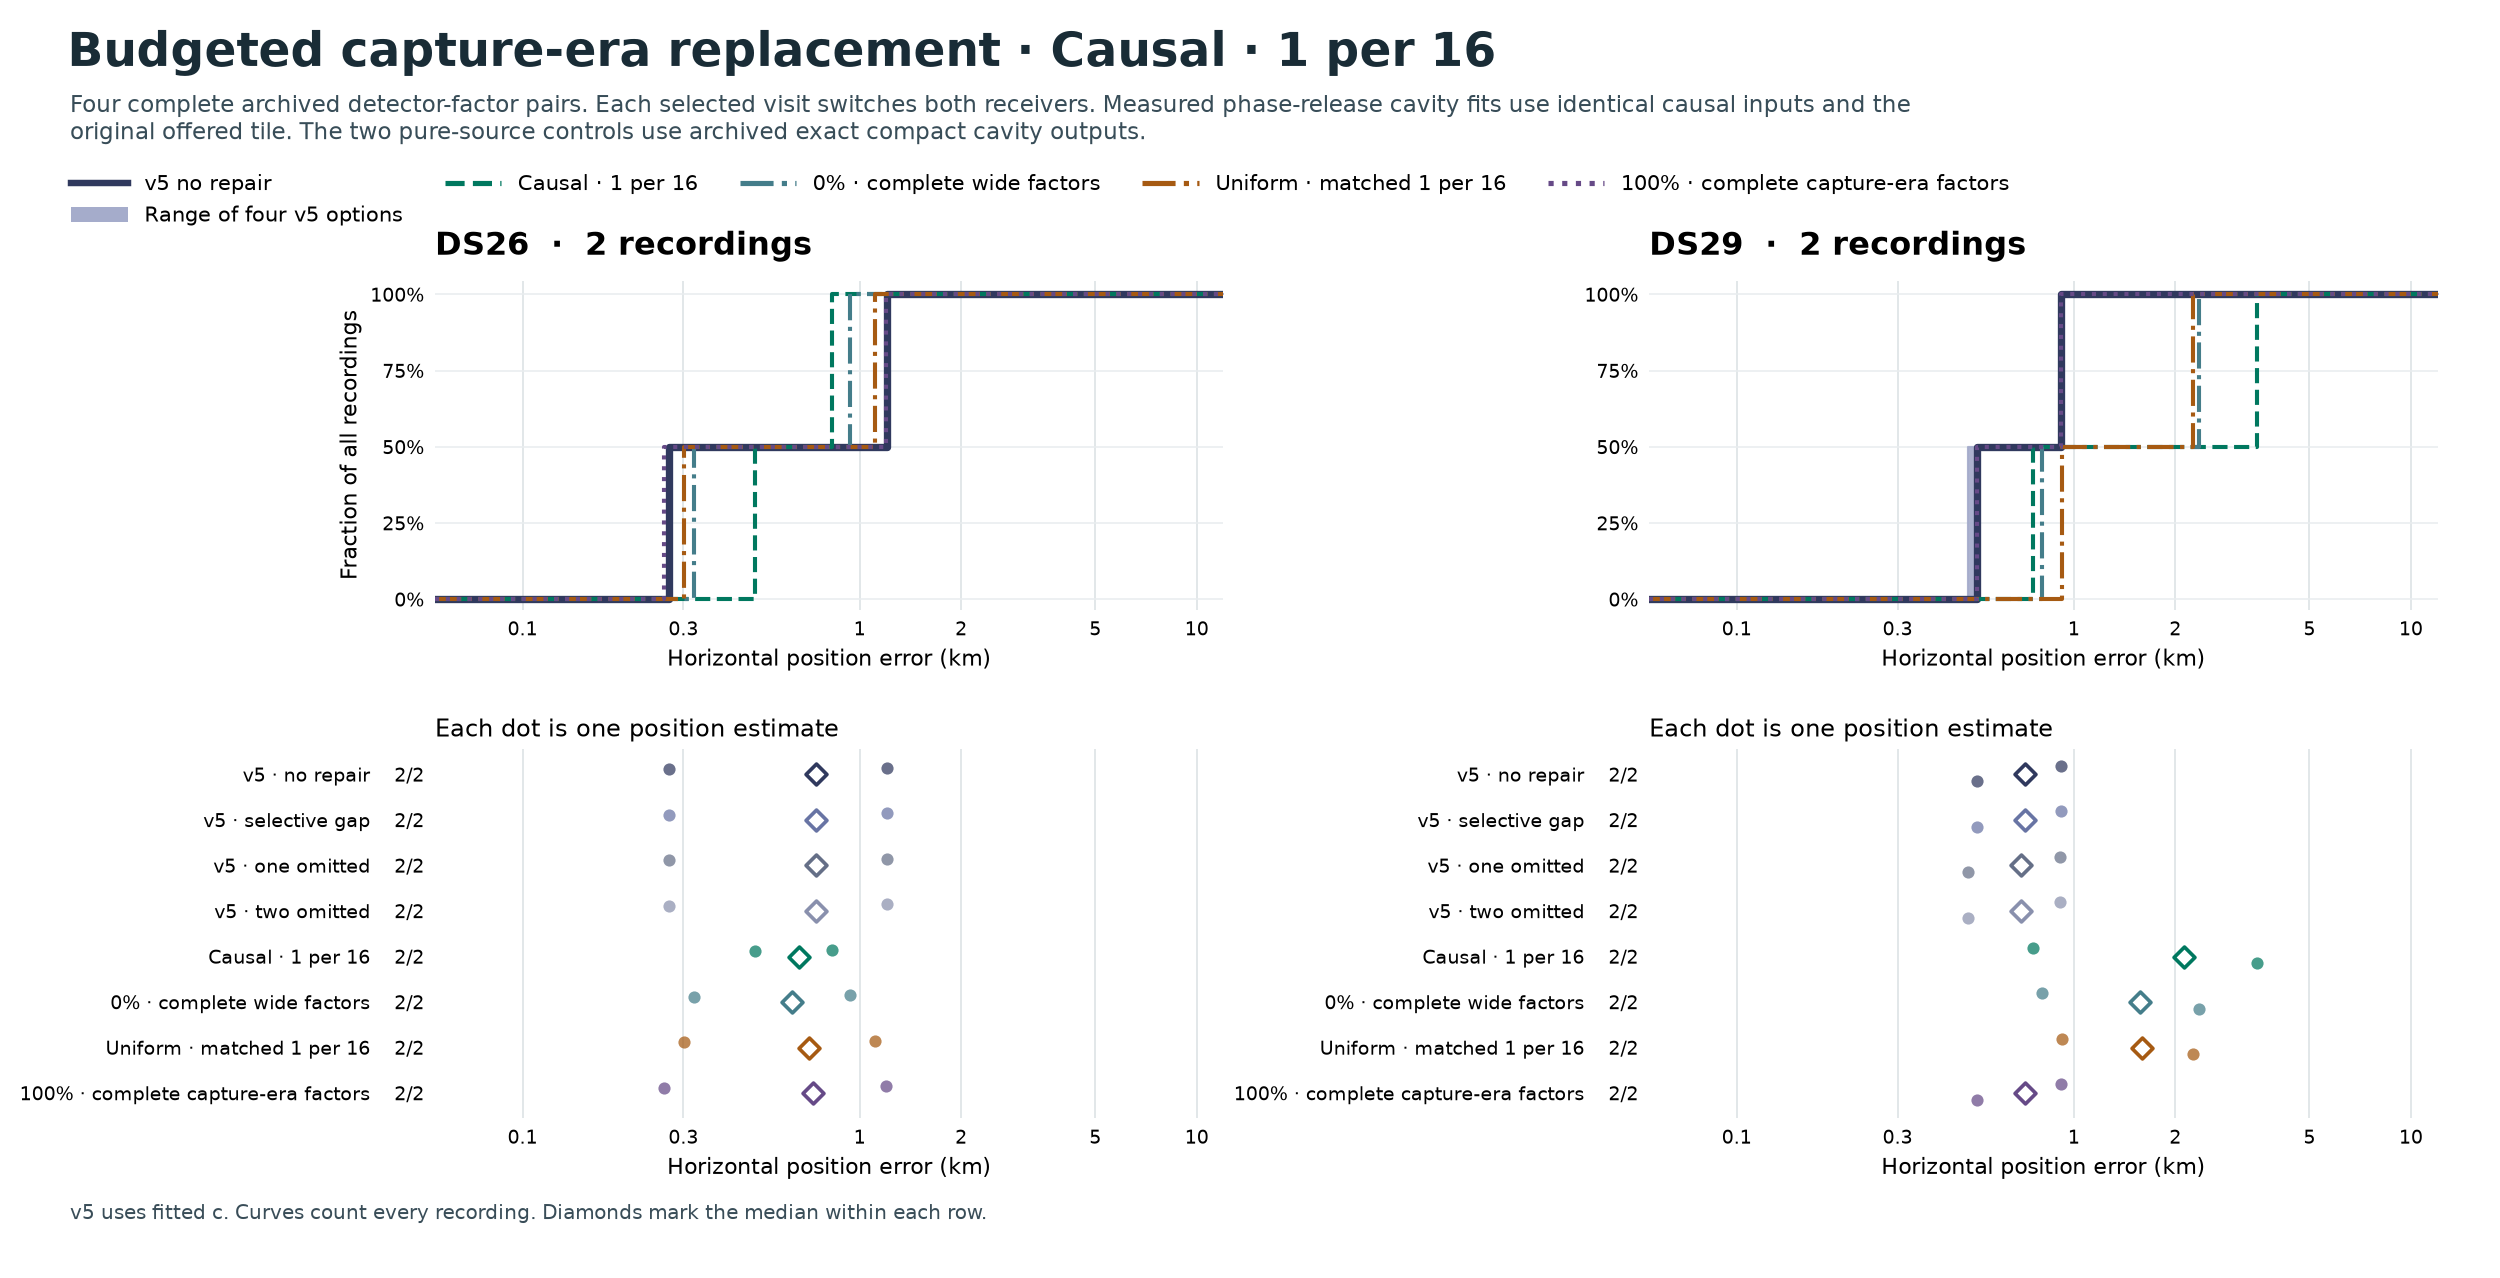 Budgeted capture-era replacement · Causal · 1 per 16
Four complete archived detector-factor pairs. Each selected visit switches both receivers. Measured phase-release cavity fits use identical causal inputs and the
original offered tile. The two pure-source controls use archived exact compact cavity outputs.
v5 no repair
Causal · 1 per 16
0% · complete wide factors
Uniform · matched 1 per 16
100% · complete capture-era factors
Range of four v5 options
DS26 · 2 recordings
Fraction of all recordings
100%
75%
50%
25%
0%
0.1 0.3 1 2 5 10
Horizontal position error (km)
DS29 · 2 recordings
100%
75%
50%
25%
0%
0.1 0.3 1 2 5 10
Horizontal position error (km)
Each dot is one position estimate
v5 · no repair 2/2
v5 · selective gap 2/2
v5 · one omitted 2/2
v5 · two omitted 2/2
Causal · 1 per 16 2/2
0% · complete wide factors 2/2
Uniform · matched 1 per 16 2/2
100% · complete capture-era factors 2/2
0.1 0.3 1 2 5 10
Horizontal position error (km)
Each dot is one position estimate
v5 · no repair 2/2
v5 · selective gap 2/2
v5 · one omitted 2/2
v5 · two omitted 2/2
Causal · 1 per 16 2/2
0% · complete wide factors 2/2
Uniform · matched 1 per 16 2/2
100% · complete capture-era factors 2/2
0.1 0.3 1 2 5 10
Horizontal position error (km)
v5 uses fitted c. Curves count every recording. Diamonds mark the median within each row.